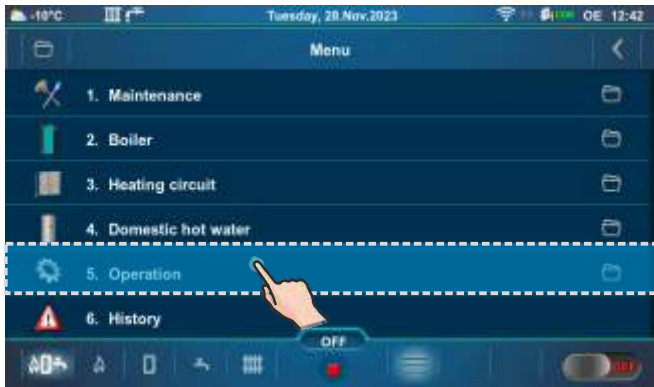 -10°C Tuesday, 28.Nov.2023 OE 12:42
Menu
1. Maintenance
2. Boiler
3. Heating circuit
4. Domestic hot water
5. Operation
6. History
OFF
OFF